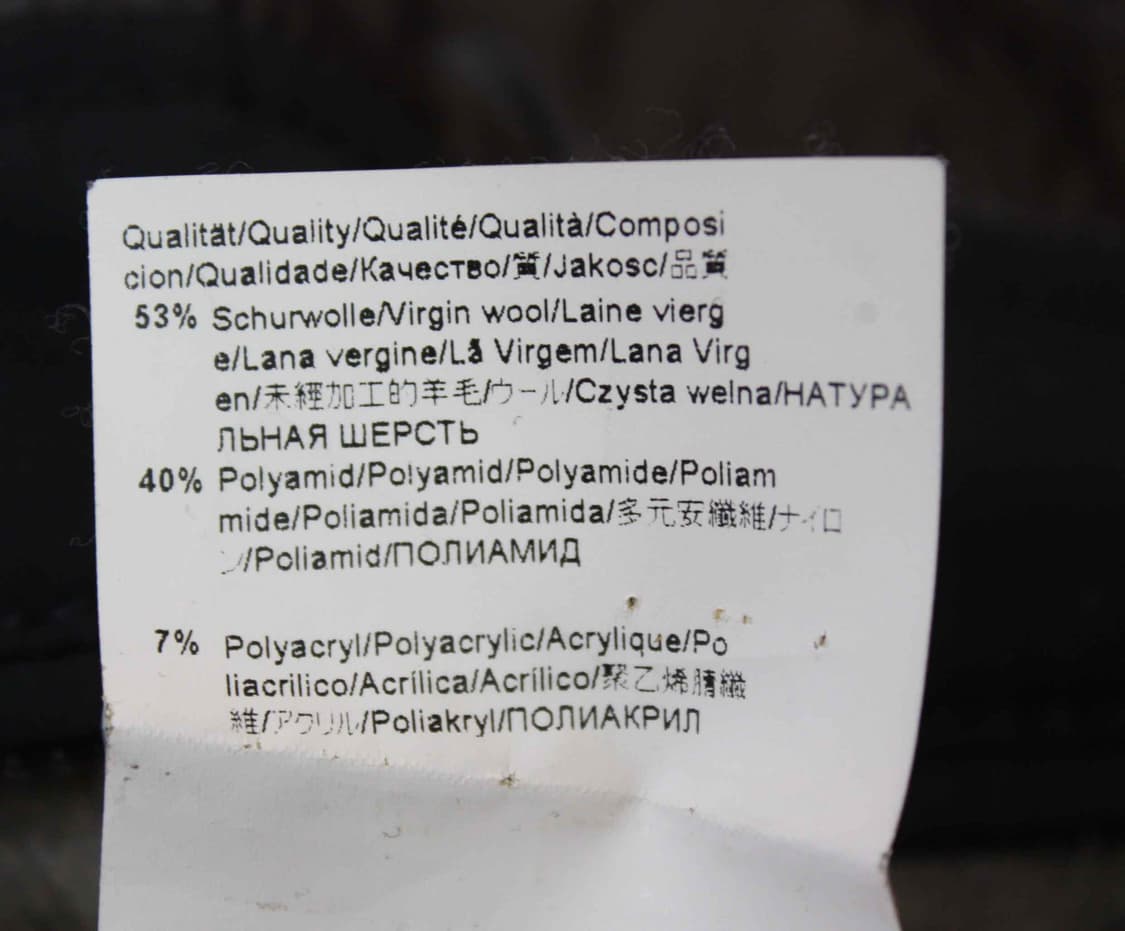 Qualität/Quality/Qualité/Qualità/Composi
cion/Qualidade/Качество/質/Jakosc/品質
53% Schurwolle/Virgin wool/Laine vierg
e/Lana vergine/Lã Virgem/Lana Virg
en/未經加工的羊毛/ウール/Czysta welna/НАТУРА
ЛЬНАЯ ШЕРСТЬ
40% Polyamid/Polyamid/Polyamide/Poliam
mide/Poliamida/Poliamida/多元安纖維/ナイロ
ン/Poliamid/ПОЛИАМИД
7% Polyacryl/Polyacrylic/Acrylique/Po
liacrilico/Acrílica/Acrílico/聚乙烯腈纖
維/アクリル/Poliakryl/ПОЛИАКРИЛ